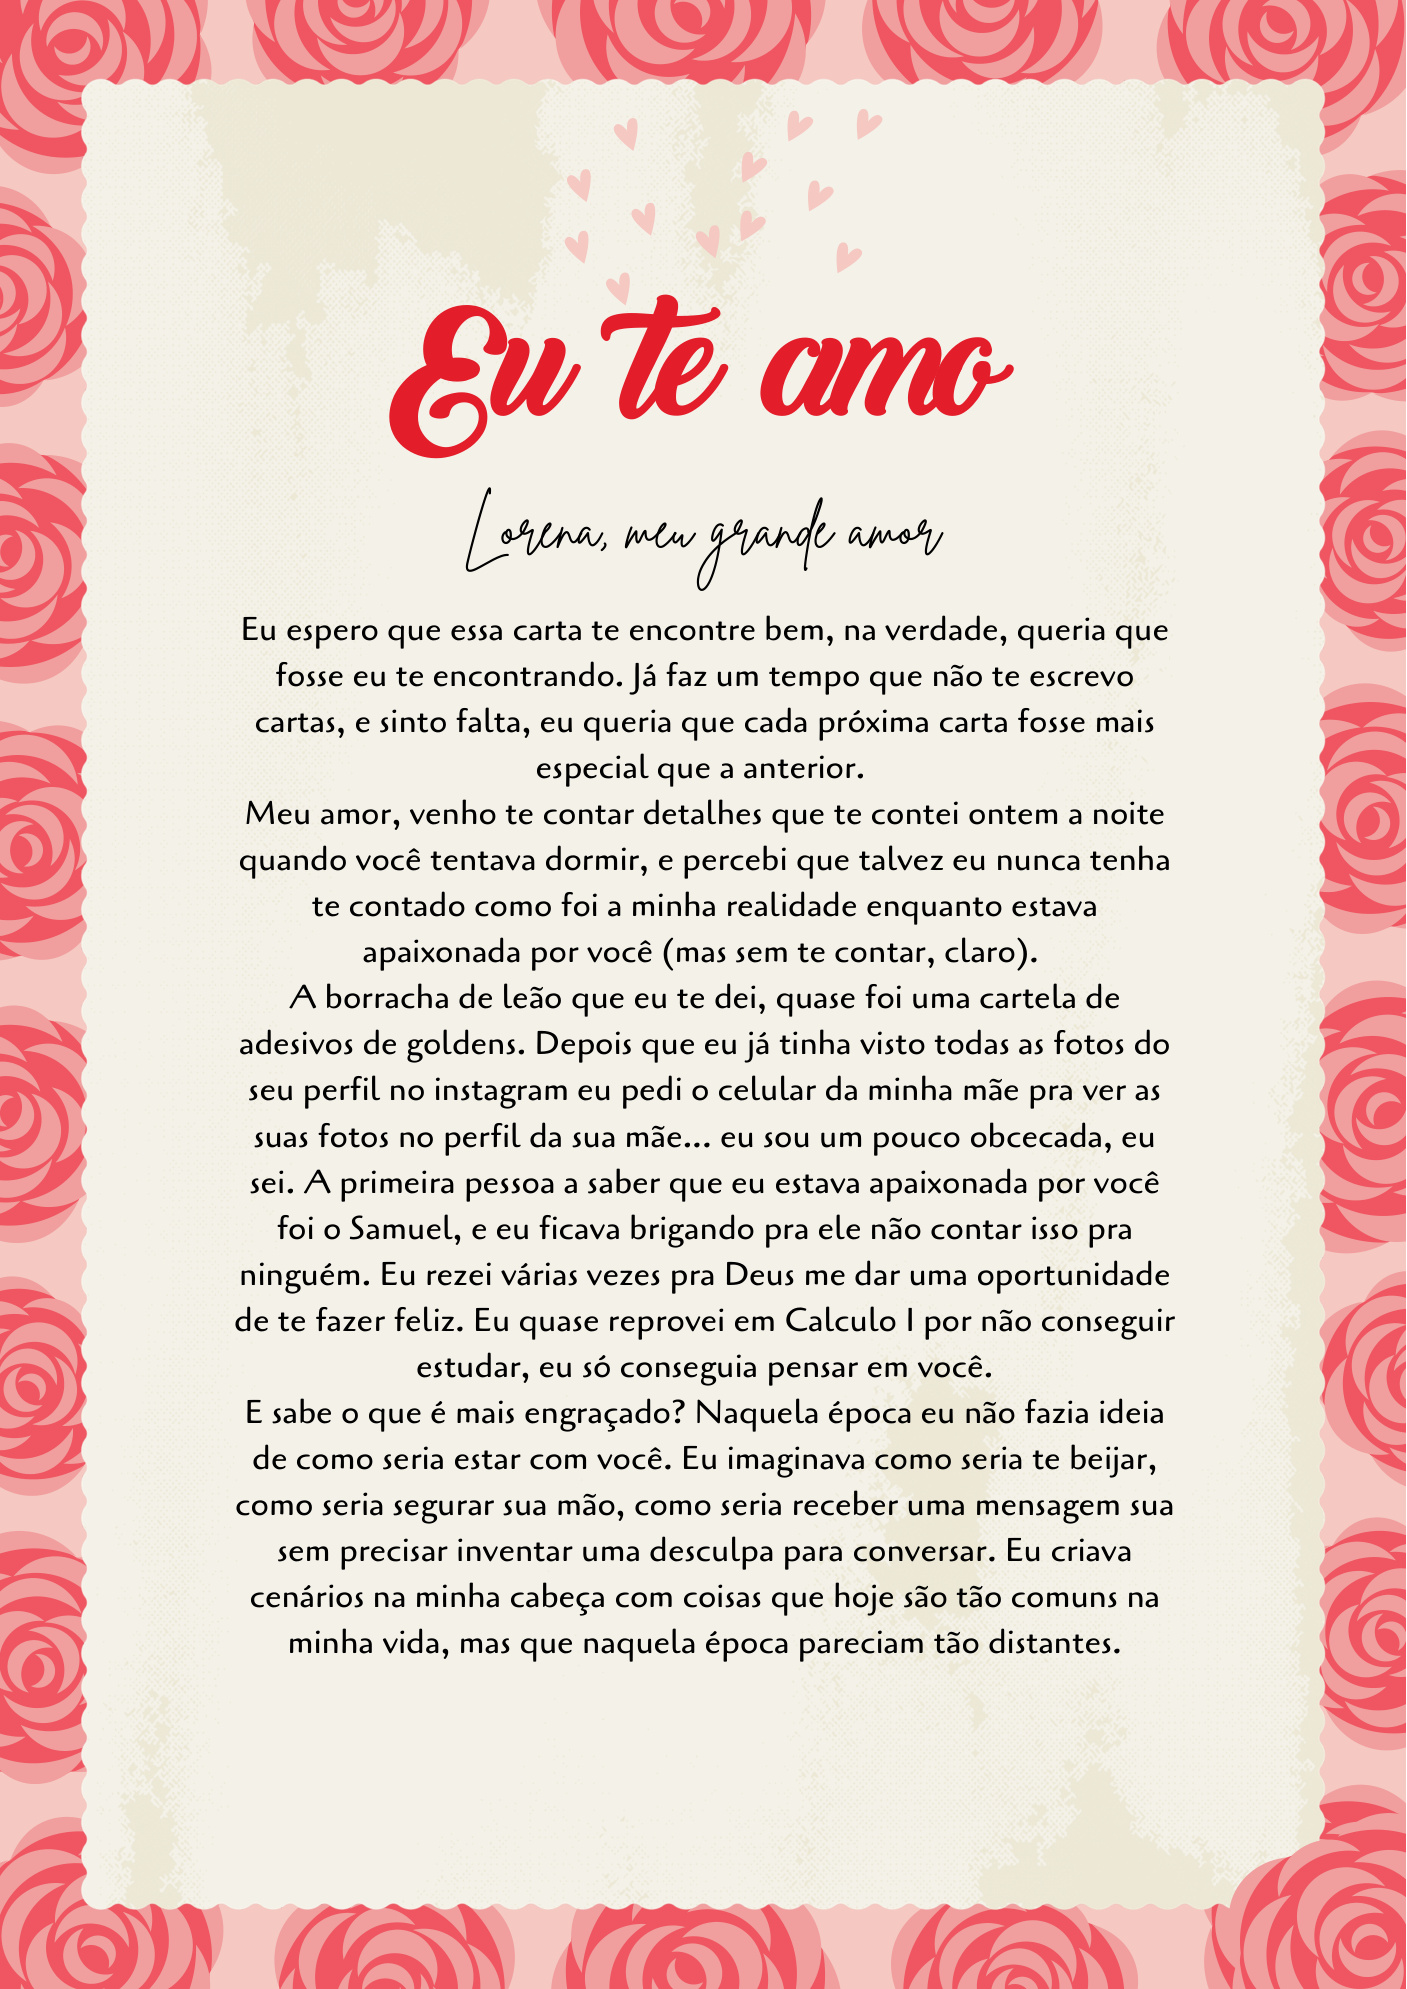 Eu te amo
Lorena, meu grande amor
Eu espero que essa carta te encontre bem, na verdade, queria que
fosse eu te encontrando. Já faz um tempo que não te escrevo
cartas, e sinto falta, eu queria que cada próxima carta fosse mais
especial que a anterior.
Meu amor, venho te contar detalhes que te contei ontem a noite
quando você tentava dormir, e percebi que talvez eu nunca tenha
te contado como foi a minha realidade enquanto estava
apaixonada por você (mas sem te contar, claro).
A borracha de leão que eu te dei, quase foi uma cartela de
adesivos de goldens. Depois que eu já tinha visto todas as fotos do
seu perfil no instagram eu pedi o celular da minha mãe pra ver as
suas fotos no perfil da sua mãe... eu sou um pouco obcecada, eu
sei. A primeira pessoa a saber que eu estava apaixonada por você
foi o Samuel, e eu ficava brigando pra ele não contar isso pra
ninguém. Eu rezei várias vezes pra Deus me dar uma oportunidade
de te fazer feliz. Eu quase reprovei em Calculo I por não conseguir
estudar, eu só conseguia pensar em você.
E sabe o que é mais engraçado? Naquela época eu não fazia ideia
de como seria estar com você. Eu imaginava como seria te beijar,
como seria segurar sua mão, como seria receber uma mensagem sua
sem precisar inventar uma desculpa para conversar. Eu criava
cenários na minha cabeça com coisas que hoje são tão comuns na
minha vida, mas que naquela época pareciam tão distantes.